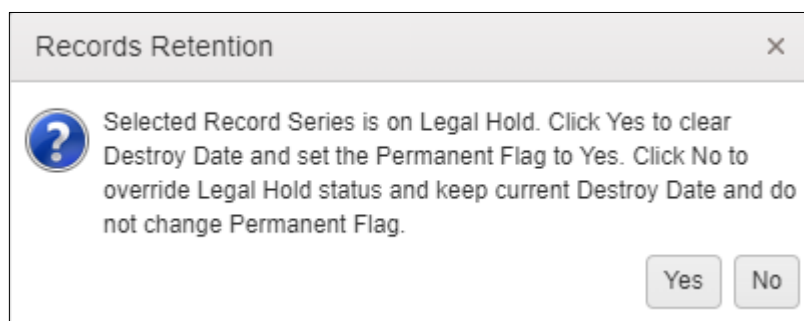 Records Retention
Selected Record Series is on Legal Hold. Click Yes to clear
Destroy Date and set the Permanent Flag to Yes. Click No to
override Legal Hold status and keep current Destroy Date and do
not change Permanent Flag.
Yes No